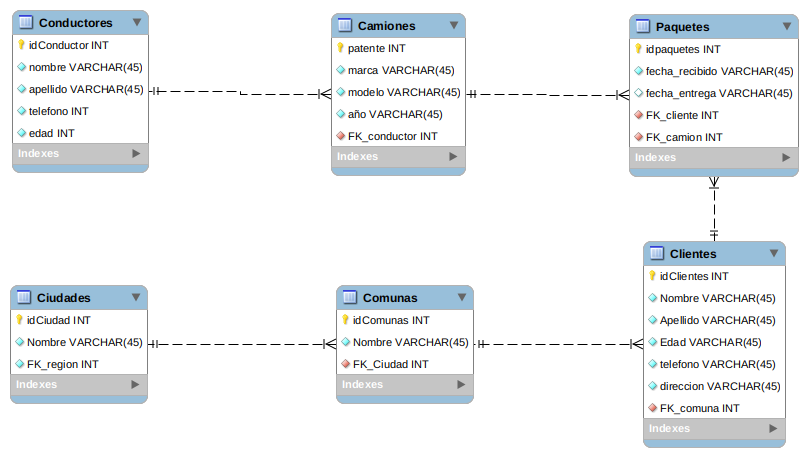 Conductores
idConductor INT
nombre VARCHAR(45)
apellido VARCHAR(45)
telefono INT
edad INT
Indexes
Camiones
patente INT
marca VARCHAR(45)
modelo VARCHAR(45)
año VARCHAR(45)
FK_conductor INT
Indexes
Paquetes
idpaquetes INT
fecha_recibido VARCHAR(45)
fecha_entrega VARCHAR(45)
FK_cliente INT
FK_camion INT
Indexes
Ciudades
idCiudad INT
Nombre VARCHAR(45)
FK_region INT
Indexes
Comunas
idComunas INT
Nombre VARCHAR(45)
FK_Ciudad INT
Indexes
Clientes
idClientes INT
Nombre VARCHAR(45)
Apellido VARCHAR(45)
Edad VARCHAR(45)
telefono VARCHAR(45)
direccion VARCHAR(45)
FK_comuna INT
Indexes